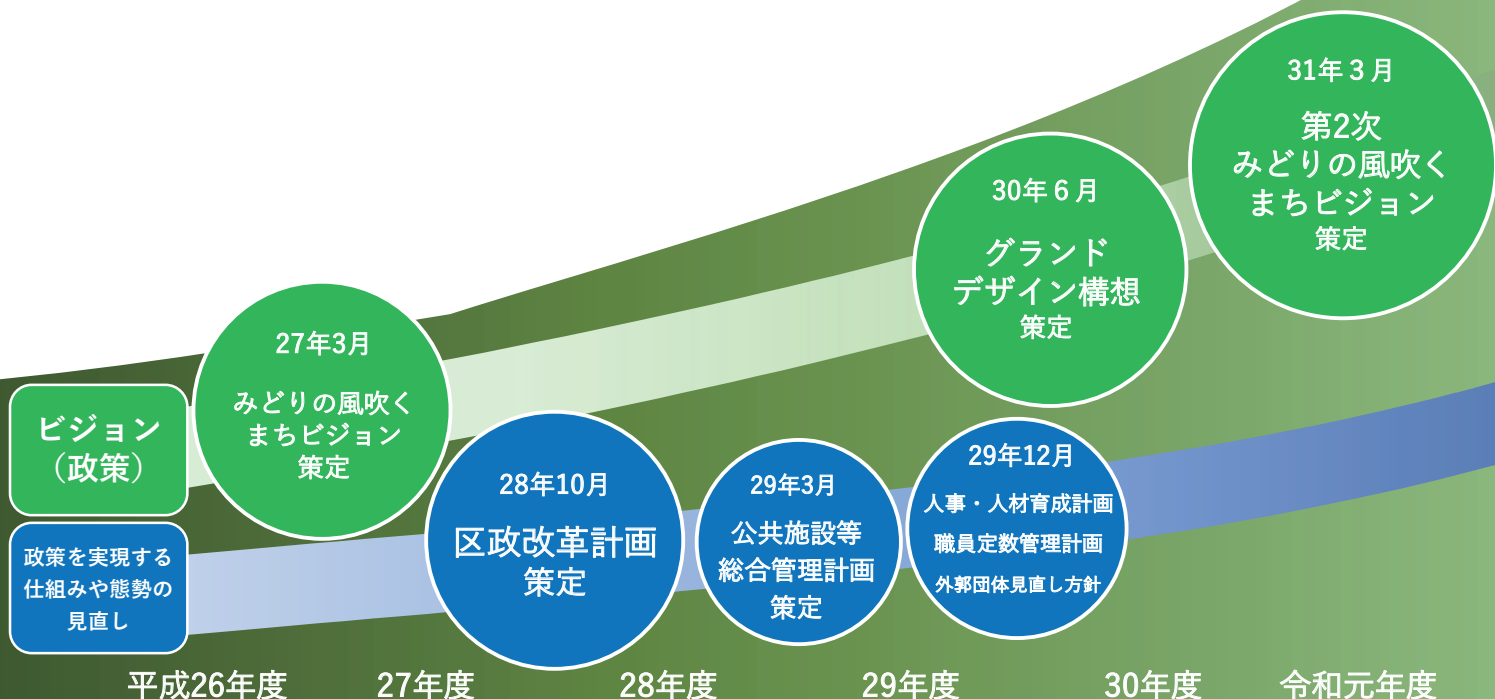 ビジョン
（政策）
政策を実現する
仕組みや態勢の
見直し
27年3月
みどりの風吹く
まちビジョン
策定
28年10月
区政改革計画
策定
29年3月
公共施設等
総合管理計画
策定
29年12月
人事・人材育成計画
職員定数管理計画
外郭団体見直し方針
30年６月
グランド
デザイン構想
策定
31年３月
第2次
みどりの風吹く
まちビジョン
策定
平成26年度 27年度 28年度 29年度 30年度 令和元年度